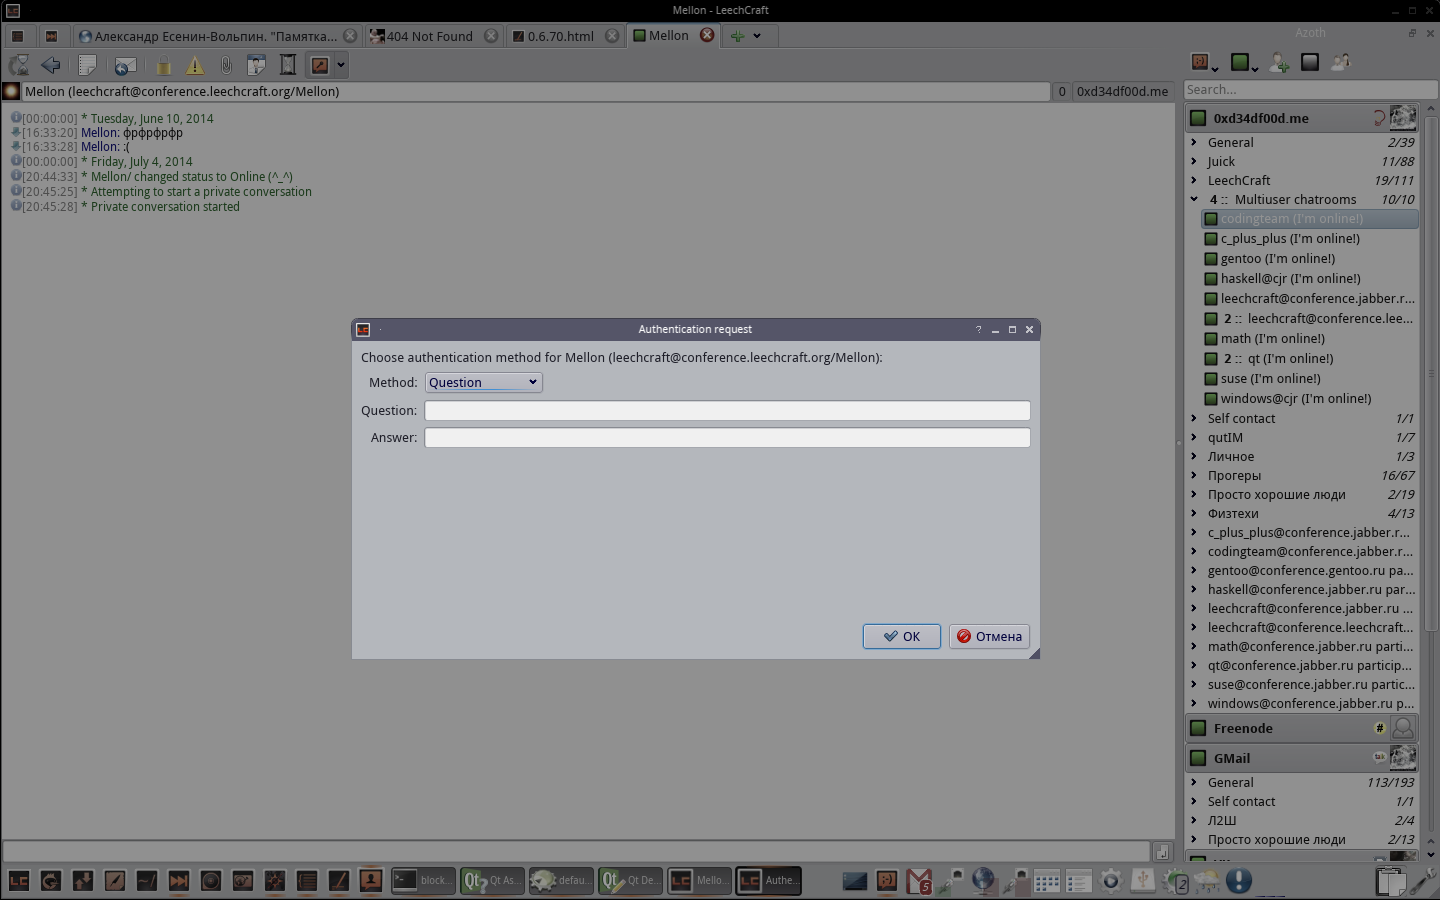 Mellon - LeechCraft
Александр Есенин-Вольпин. "Памятка...
404 Not Found
0.6.70.html
Mellon
Azoth
Mellon (leechcraft@conference.leechcraft.org/Mellon)
0
0xd34df00d.me
Search...
[00:00:00] * Tuesday, June 10, 2014
[16:33:20] Mellon: фрфрфрфр
[16:33:28] Mellon: :(
[00:00:00] * Friday, July 4, 2014
[20:44:33] * Mellon/ changed status to Online (^_^)
[20:45:25] * Attempting to start a private conversation
[20:45:28] * Private conversation started
Authentication request
Choose authentication method for Mellon (leechcraft@conference.leechcraft.org/Mellon):
Method: Question
Question:
Answer:
OK
Отмена
0xd34df00d.me
General 2/39
Juick 11/88
LeechCraft 19/111
4 :: Multiuser chatrooms 10/10
codingteam (I'm online!)
c_plus_plus (I'm online!)
gentoo (I'm online!)
haskell@cjr (I'm online!)
leechcraft@conference.jabber.r...
2 :: leechcraft@conference.lee...
math (I'm online!)
2 :: qt (I'm online!)
suse (I'm online!)
windows@cjr (I'm online!)
Self contact 1/1
qutIM 1/7
Личное 1/3
Прогеры 16/67
Просто хорошие люди 2/19
Физтехи 4/13
c_plus_plus@conference.jabber.r...
codingteam@conference.jabber.r...
gentoo@conference.gentoo.ru pa...
haskell@conference.jabber.ru par...
leechcraft@conference.jabber.ru ...
leechcraft@conference.leechcraft...
math@conference.jabber.ru parti...
qt@conference.jabber.ru particip...
suse@conference.jabber.ru partic...
windows@conference.jabber.ru p...
Freenode
GMail
General 113/193
Self contact 1/1
Л2Ш 2/4
Просто хорошие люди 2/13
block...
Qt As...
defau...
Qt De...
Mello...
Authe...
5
2